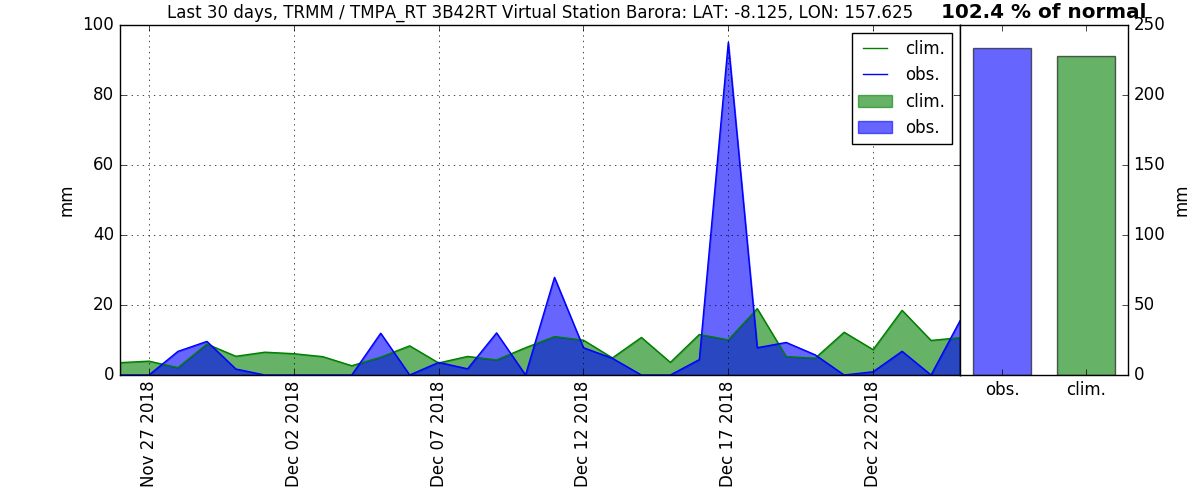 Last 30 days, TRMM / TMPA_RT 3B42RT Virtual Station Barora: LAT: -8.125, LON: 157.625
102.4 % of normal
100
80
60
40
20
0
mm
clim.
obs.
clim.
obs.
250
200
150
100
50
0
mm
Nov 27 2018
Dec 02 2018
Dec 07 2018
Dec 12 2018
Dec 17 2018
Dec 22 2018
obs.
clim.